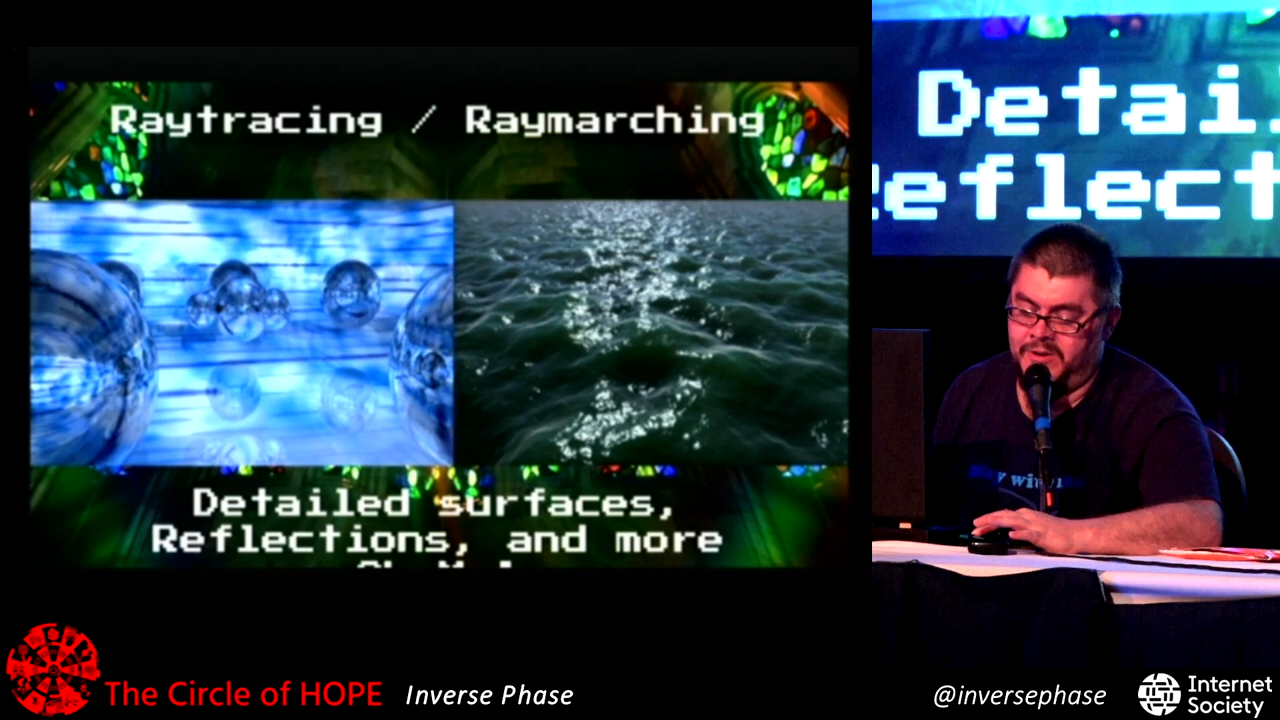 Raytracing / Raymarching
Detailed surfaces,
Reflections, and more
Detai
eflect
The Circle of HOPE
Inverse Phase
@inversephase
Internet
Society